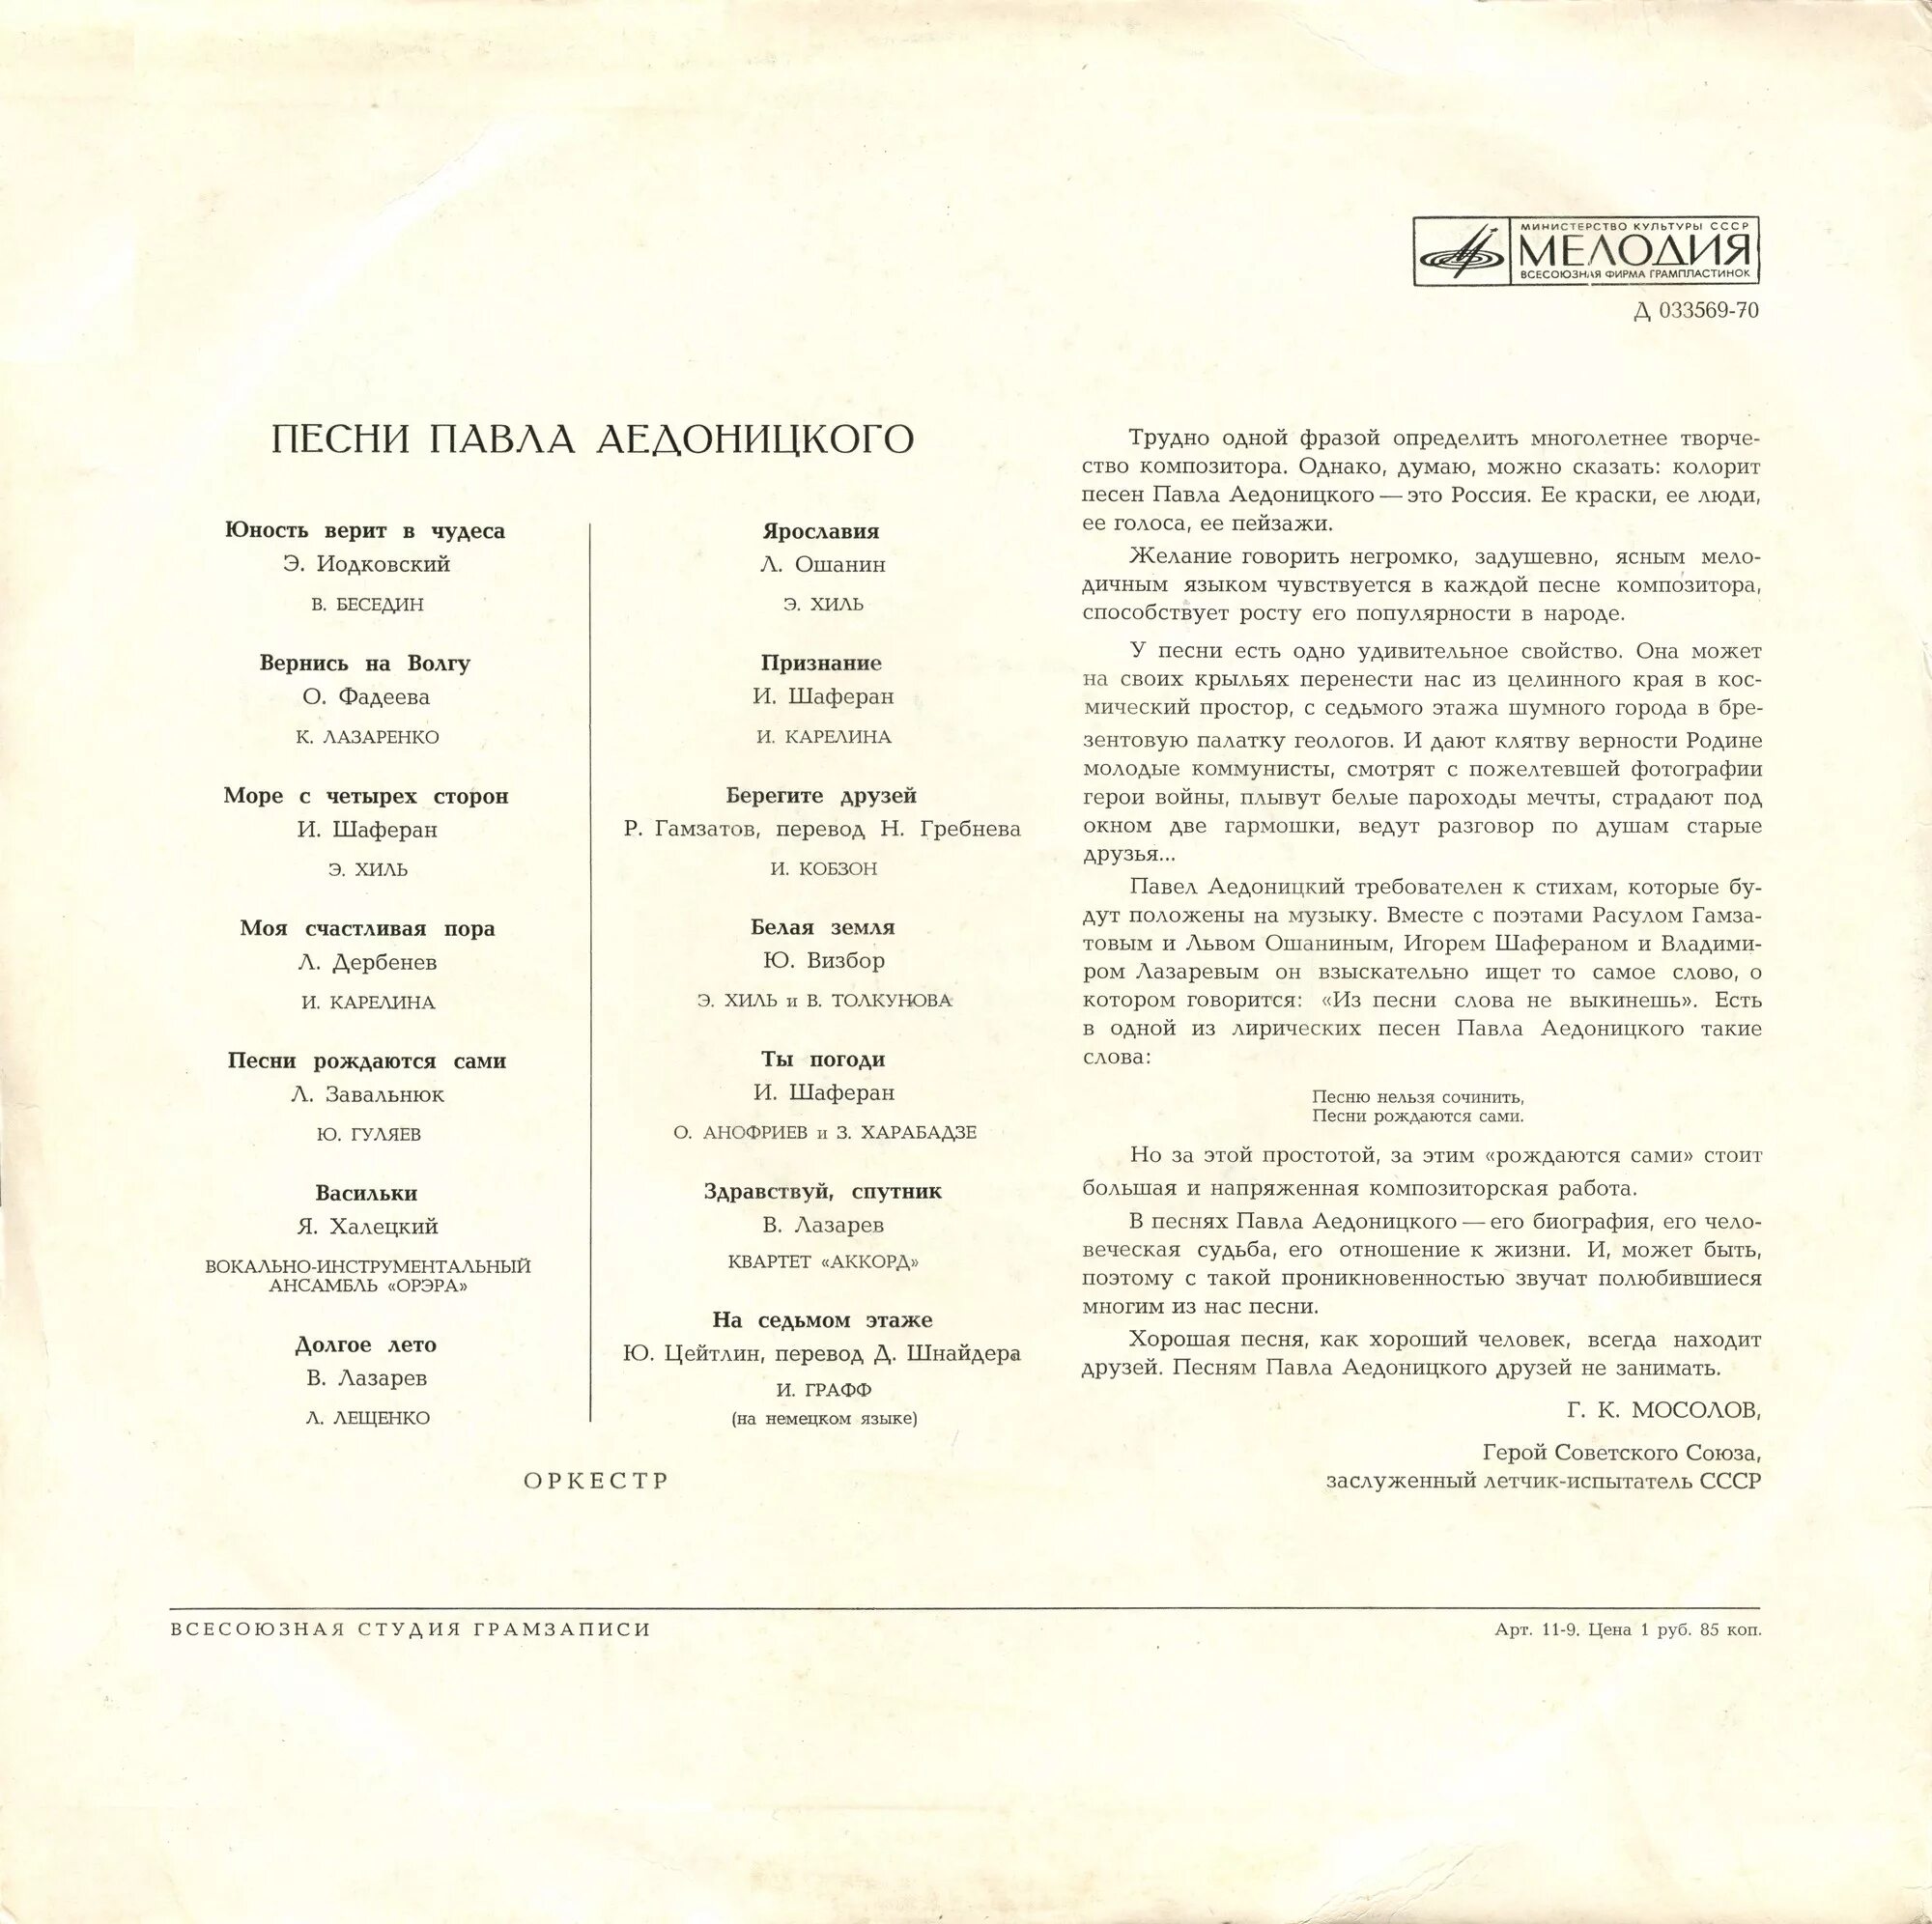 МИНИСТЕРСТВО КУЛЬТУРЫ СССР
МЕЛОДИЯ
ВСЕСОЮЗНАЯ ФИРМА ГРАМПЛАСТИНОК
Д 033569-70
ПЕСНИ ПАВЛА АЕДОНИЦКОГО
Юность верит в чудеса
Э. Иодковский
В. БЕСЕДИН
Вернись на Волгу
О. Фадеева
К. ЛАЗАРЕНКО
Море с четырех сторон
И. Шаферан
Э. ХИЛЬ
Моя счастливая пора
Л. Дербенев
И. КАРЕЛИНА
Песни рождаются сами
Л. Завальнюк
Ю. ГУЛЯЕВ
Васильки
Я. Халецкий
ВОКАЛЬНО-ИНСТРУМЕНТАЛЬНЫЙ
АНСАМБЛЬ «ОРЭРА»
Долгое лето
В. Лазарев
Л. ЛЕЩЕНКО
Ярославия
Л. Ошанин
Э. ХИЛЬ
Признание
И. Шаферан
И. КАРЕЛИНА
Берегите друзей
Р. Гамзатов, перевод Н. Гребнева
И. КОБЗОН
Белая земля
Ю. Визбор
Э. ХИЛЬ и В. ТОЛКУНОВА
Ты погоди
И. Шаферан
О. АНОФРИЕВ и З. ХАРАБАДЗЕ
Здравствуй, спутник
В. Лазарев
КВАРТЕТ «АККОРД»
На седьмом этаже
Ю. Цейтлин, перевод Д. Шнайдера
И. ГРАФФ
(на немецком языке)
ОРКЕСТР
Трудно одной фразой определить многолетнее творче-
ство композитора. Однако, думаю, можно сказать: колорит
песен Павла Аедоницкого — это Россия. Ее краски, ее люди,
ее голоса, ее пейзажи.
Желание говорить негромко, задушевно, ясным мело-
дичным языком чувствуется в каждой песне композитора,
способствует росту его популярности в народе.
У песни есть одно удивительное свойство. Она может
на своих крыльях перенести нас из целинного края в кос-
мический простор, с седьмого этажа шумного города в бре-
зентовую палатку геологов. И дают клятву верности Родине
молодые коммунисты, смотрят с пожелтевшей фотографии
герои войны, плывут белые пароходы мечты, страдают под
окном две гармошки, ведут разговор по душам старые
друзья...
Павел Аедоницкий требователен к стихам, которые бу-
дут положены на музыку. Вместе с поэтами Расулом Гамза-
товым и Львом Ошаниным, Игорем Шафераном и Владими-
ром Лазаревым он взыскательно ищет то самое слово, о
котором говорится: «Из песни слова не выкинешь». Есть
в одной из лирических песен Павла Аедоницкого такие
слова:
Песню нельзя сочинить,
Песни рождаются сами.
Но за этой простотой, за этим «рождаются сами» стоит
большая и напряженная композиторская работа.
В песнях Павла Аедоницкого — его биография, его чело-
веческая судьба, его отношение к жизни. И, может быть,
поэтому с такой проникновенностью звучат полюбившиеся
многим из нас песни.
Хорошая песня, как хороший человек, всегда находит
друзей. Песням Павла Аедоницкого друзей не занимать.
Г. К. МОСОЛОВ,
Герой Советского Союза,
заслуженный летчик-испытатель СССР
ВСЕСОЮЗНАЯ СТУДИЯ ГРАМЗАПИСИ
Арт. 11-9. Цена 1 руб. 85 коп.